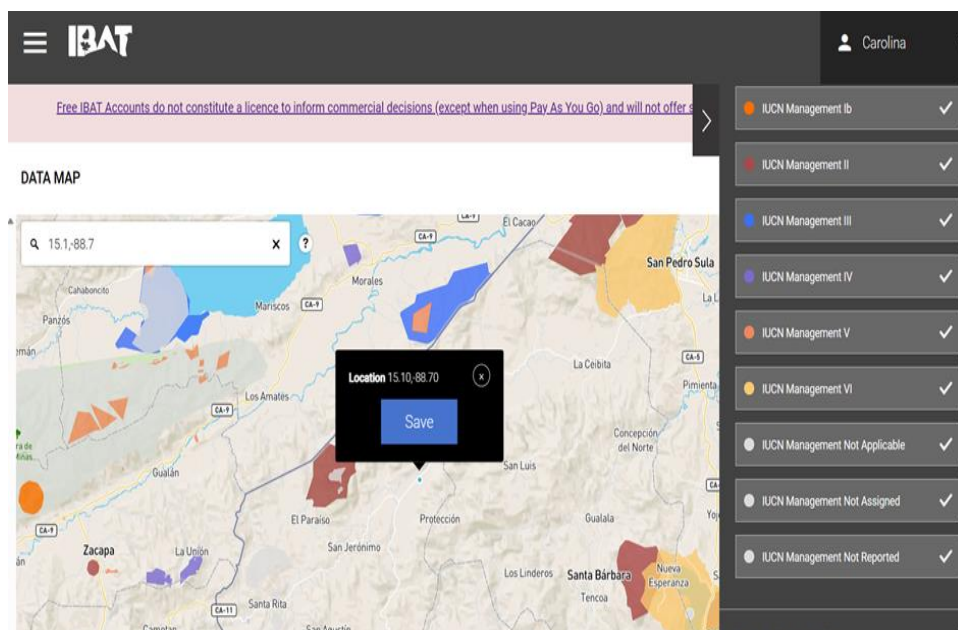 IBAT
Carolina
Free IBAT Accounts do not constitute a licence to inform commercial decisions (except when using Pay As You Go) and will not offer s
DATA MAP
15.1,-88.7
x
?
IUCN Management Ib
IUCN Management II
IUCN Management III
IUCN Management IV
IUCN Management V
IUCN Management VI
IUCN Management Not Applicable
IUCN Management Not Assigned
IUCN Management Not Reported
El Cacao
CA-9
San Pedro Sula
Cahaboncito
Morales
Mariscos
CA-9
Panzós
La Ceibita
CA-5
Pimienta
Location 15.10,-88.70
x
Save
Los Amates
CA-9
Concepción
del Norte
Gualán
San Luis
El Paraíso
Protección
Gualala
CA-9
Zacapa
La Unión
San Jerónimo
Los Linderos
Santa Bárbara
Nueva
Esperanza
Tencoa
CA-11
Santa Rita
San Agustín
Camotan